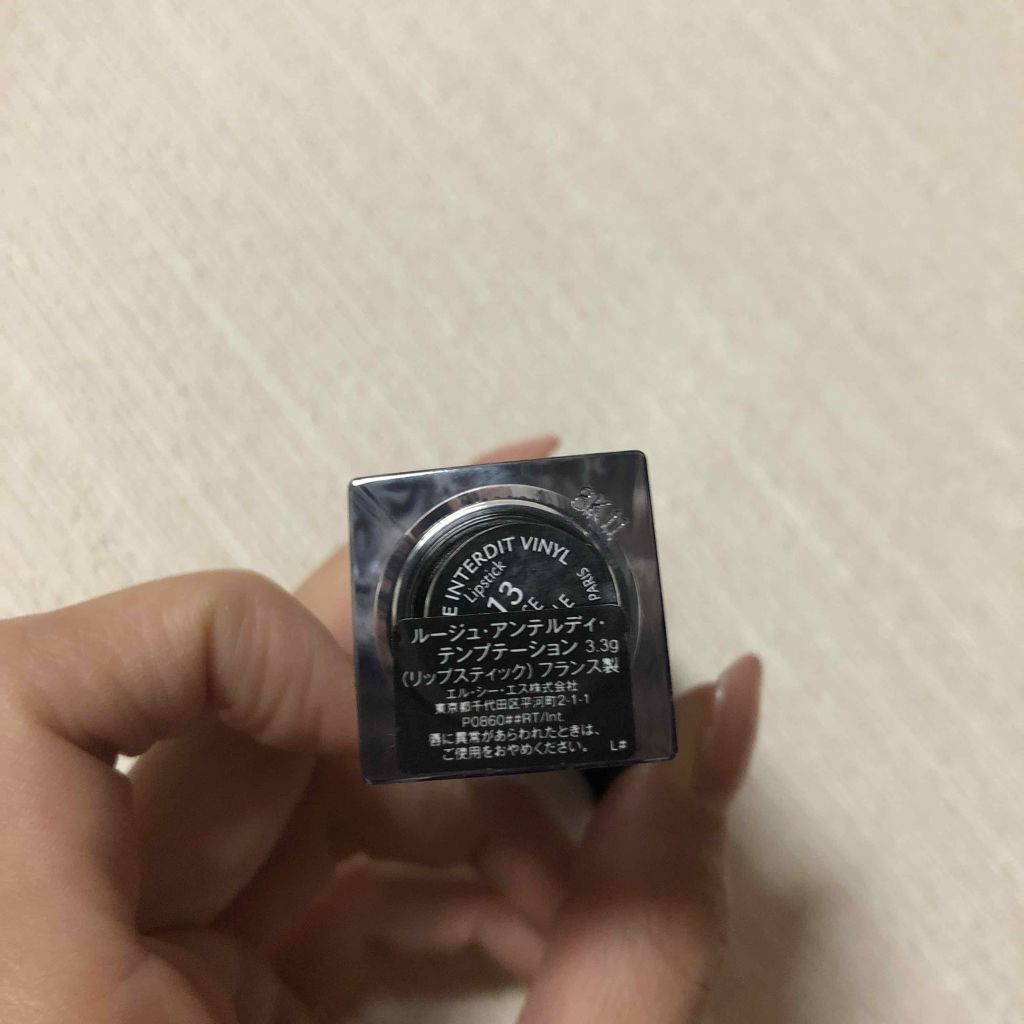 E INTERDIT VINYL
Lipstick
13
PARIS
SE
LE
ルージュ・アンテルディ・
テンプテーション 3.3g
(リップスティック) フランス製
エル・シー・エス株式会社
東京都千代田区平河町2-1-1
P0860##RT/Int.
唇に異常があらわれたときは、
ご使用をおやめください。 L#